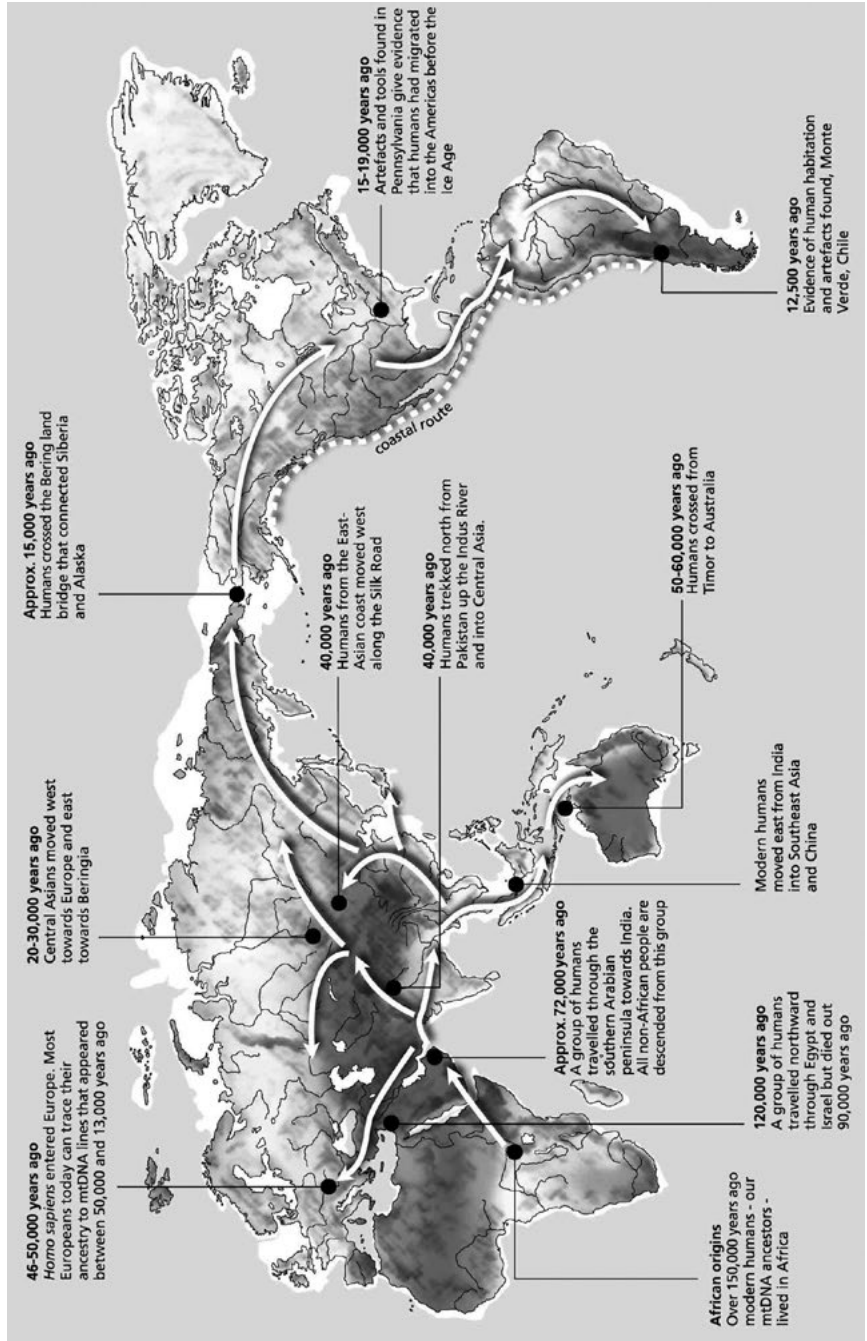 46-50,000 years ago
Homo sapiens entered Europe. Most
Europeans today can trace their
ancestry to mtDNA lines that appeared
between 50,000 and 13,000 years ago
20-30,000 years ago
Central Asians moved west
towards Europe and east
towards Beringia
Approx. 15,000 years ago
Humans crossed the Bering land
bridge that connected Siberia
and Alaska
15-19,000 years ago
Artefacts and tools found in
Pennsylvania give evidence
that humans had migrated
into the Americas before the
Ice Age
40,000 years ago
Humans from the East-
Asian coast moved west
along the Silk Road
coastal route
40,000 years ago
Humans trekked north from
Pakistan up the Indus River
and into Central Asia.
Approx. 72,000 years ago
A group of humans
travelled through the
southern Arabian
peninsula towards India.
All non-African people are
descended from this group
50-60,000 years ago
Humans crossed from
Timor to Australia
12,500 years ago
Evidence of human habitation
and artefacts found, Monte
Verde, Chile
African origins
Over 150,000 years ago
modern humans - our
mtDNA ancestors -
lived in Africa
120,000 years ago
A group of humans
travelled northward
through Egypt and
Israel but died out
90,000 years ago
Modern humans
moved east from India
into Southeast Asia
and China